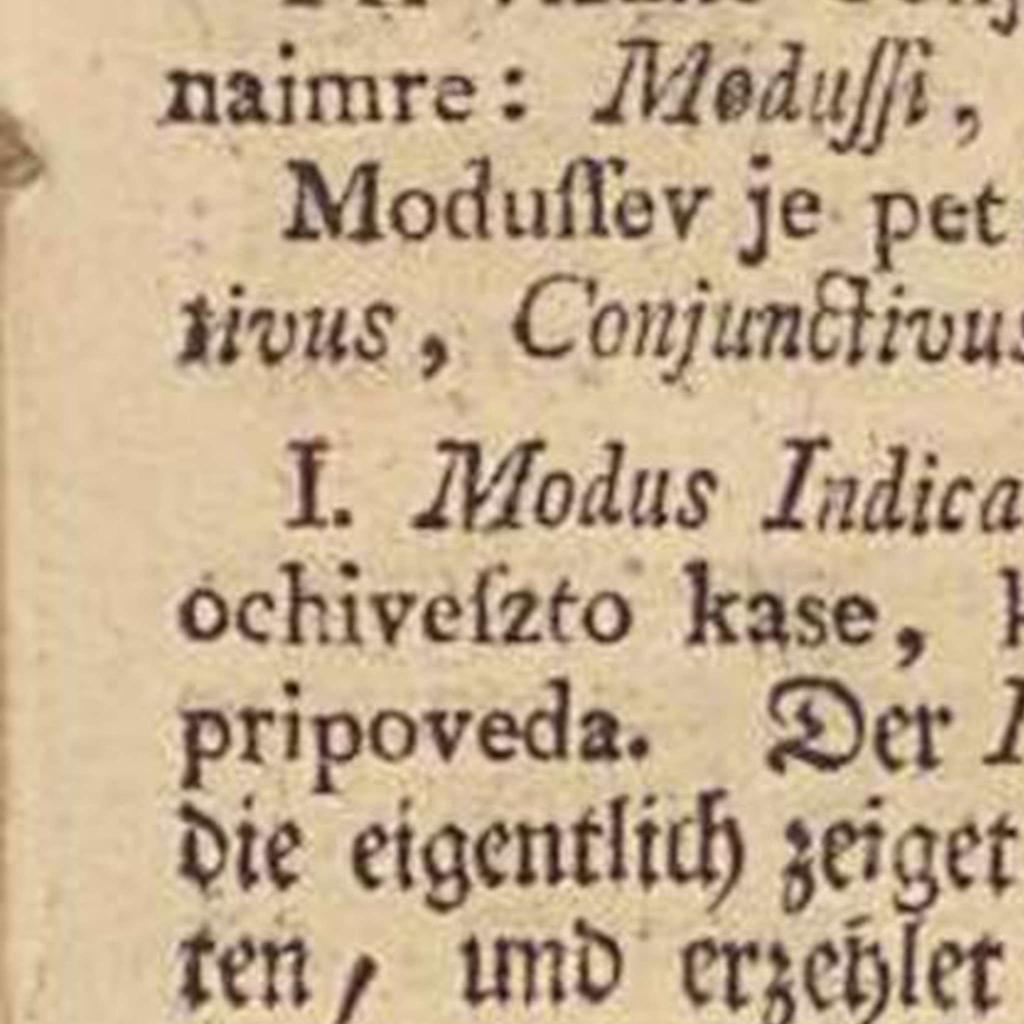 naimre: Moduſſi,
Moduſſev je pet
tivus, Conjunctivus
I. Modus Indica
ochiveſzto kase,
pripoveda. Der
die eigentlich zeiget
ten, und erzehlet